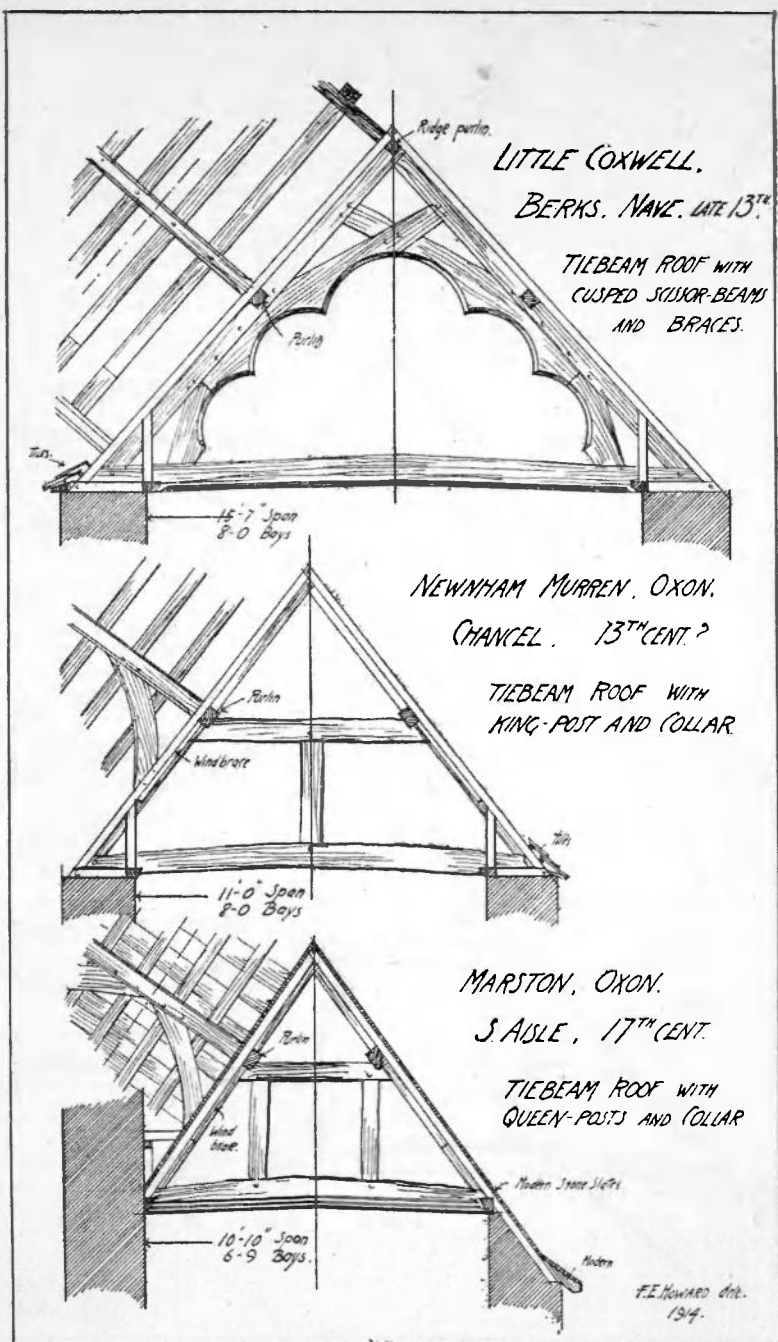 Ridge purlin.
LITTLE COXWELL.
BERKS. NAVE. LATE 13TH.
TIEBEAM ROOF WITH
CUSPED SCISSOR-BEAMS
AND BRACES.
Purlin
TILES.
15'-7" Span
8-0 Bays
NEWNHAM MURREN, OXON.
CHANCEL. 13TH CENT.?
TIEBEAM ROOF WITH
KING-POST AND COLLAR
Purlin
Windbrace
Tiles
11'-0" Span
8-0 Bays
MARSTON, OXON.
S. AISLE, 17TH CENT.
TIEBEAM ROOF WITH
QUEEN-POSTS AND COLLAR
Purlin
Wind
brace.
Modern Stone Slates
10'-10" Span
6-9 Bays.
Modern
F.E. HOWARD del.
1914.